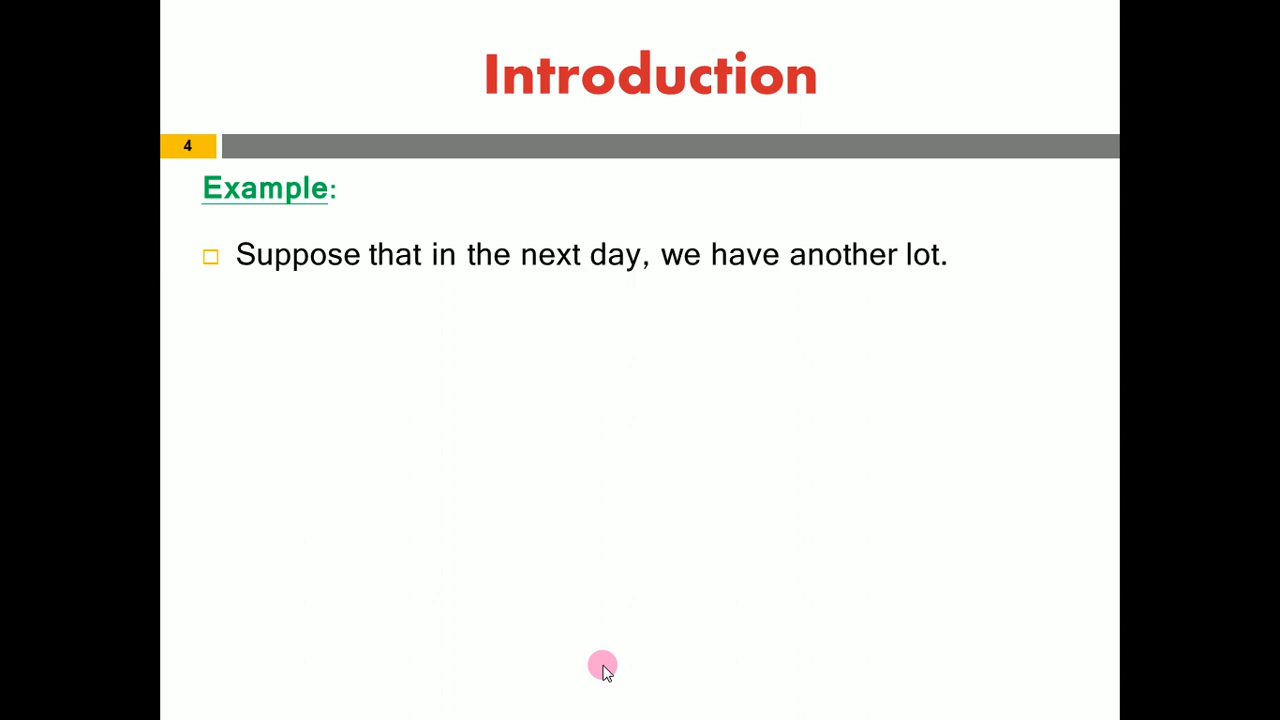 Introduction
4
Example:
Suppose that in the next day, we have another lot.